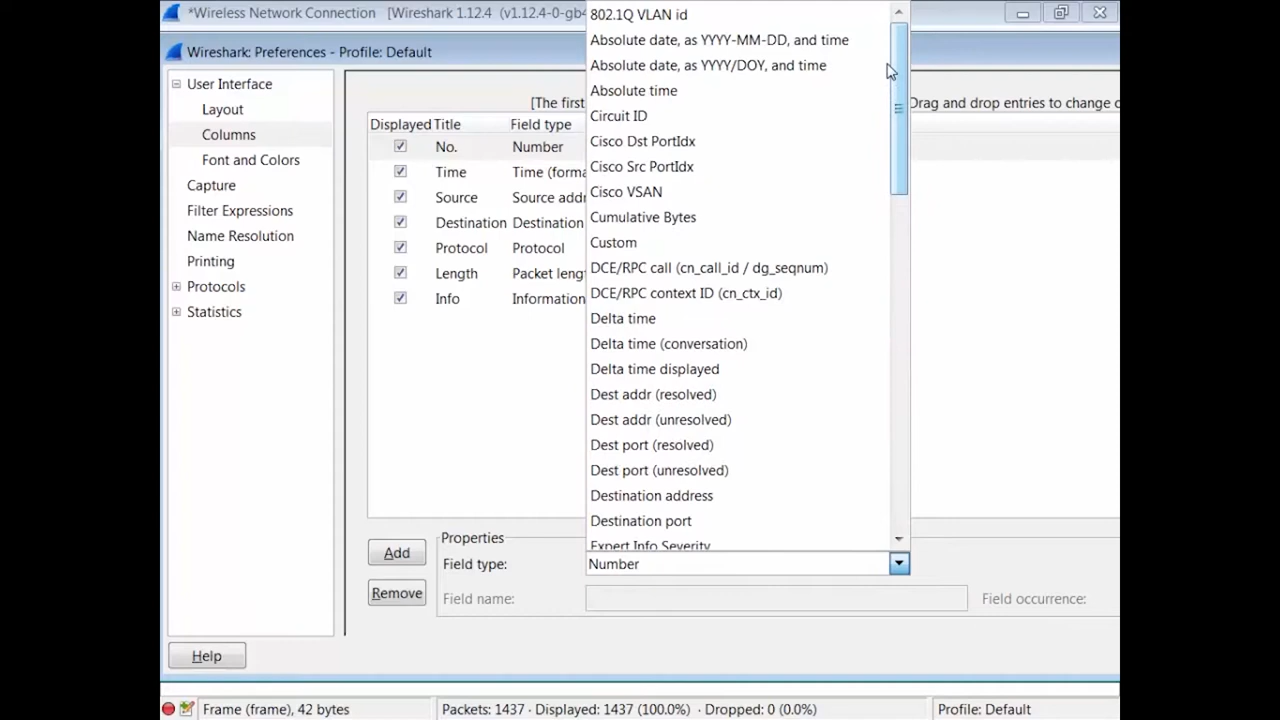 *Wireless Network Connection [Wireshark 1.12.4 (v1.12.4-0-gb4
Wireshark: Preferences - Profile: Default
User Interface
Layout
Columns
Font and Colors
Capture
Filter Expressions
Name Resolution
Printing
Protocols
Statistics
Help
[The first
Drag and drop entries to change
Displayed Title Field type
No. Number
Time Time (forma
Source Source addr
Destination Destination
Protocol Protocol
Length Packet leng
Info Information
802.1Q VLAN id
Absolute date, as YYYY-MM-DD, and time
Absolute date, as YYYY/DOY, and time
Absolute time
Circuit ID
Cisco Dst PortIdx
Cisco Src PortIdx
Cisco VSAN
Cumulative Bytes
Custom
DCE/RPC call (cn_call_id / dg_seqnum)
DCE/RPC context ID (cn_ctx_id)
Delta time
Delta time (conversation)
Delta time displayed
Dest addr (resolved)
Dest addr (unresolved)
Dest port (resolved)
Dest port (unresolved)
Destination address
Destination port
Expert Info Severity
Add
Remove
Properties
Field type: Number
Field name:
Field occurrence:
Frame (frame), 42 bytes
Packets: 1437 · Displayed: 1437 (100.0%) · Dropped: 0 (0.0%)
Profile: Default